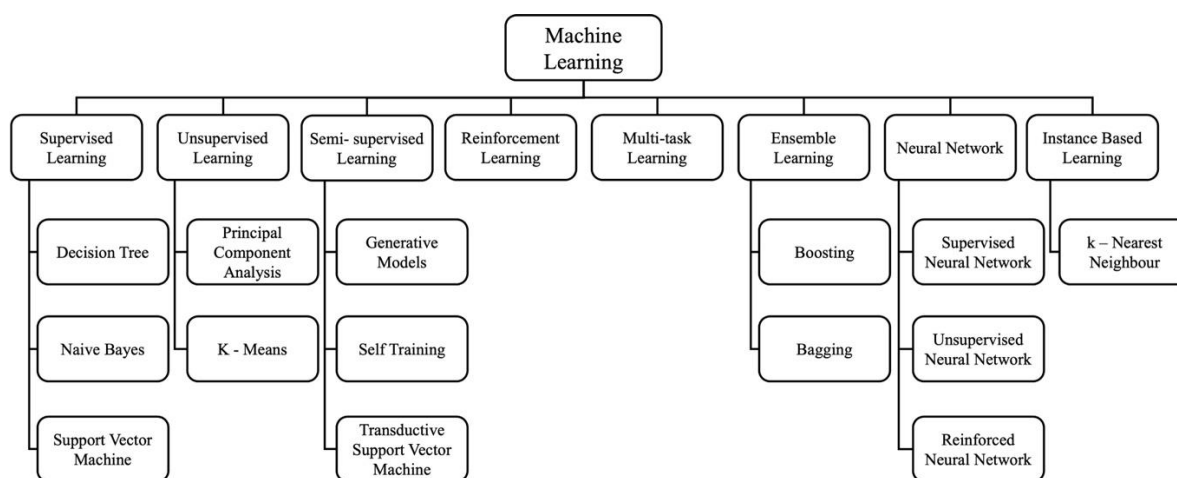 Machine
Learning
Supervised
Learning
Unsupervised
Learning
Semi- supervised
Learning
Reinforcement
Learning
Multi-task
Learning
Ensemble
Learning
Neural Network
Instance Based
Learning
Decision Tree
Principal
Component
Analysis
Generative
Models
Boosting
Supervised
Neural Network
k – Nearest
Neighbour
Naive Bayes
K - Means
Self Training
Bagging
Unsupervised
Neural Network
Support Vector
Machine
Transductive
Support Vector
Machine
Reinforced
Neural Network